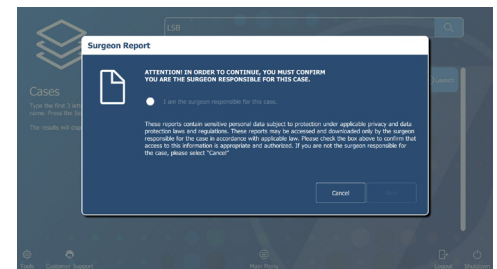 LSB
Surgeon Report
ATTENTION! IN ORDER TO CONTINUE, YOU MUST CONFIRM
YOU ARE THE SURGEON RESPONSIBLE FOR THIS CASE.
I am the surgeon responsible for this case.
These reports contain sensitive personal data subject to protection under applicable privacy and data
protection laws and regulations. These reports may be accessed and downloaded only by the surgeon
responsible for the case in accordance with applicable law. Please check the box above to confirm that
access to this information is appropriate and authorized. If you are not the surgeon responsible for
the case, please select "Cancel"
Cancel
Cases
Type the first 3
name. Press the
The results will
Tools
Customer Support
Main Menu
Logout
Shutdown